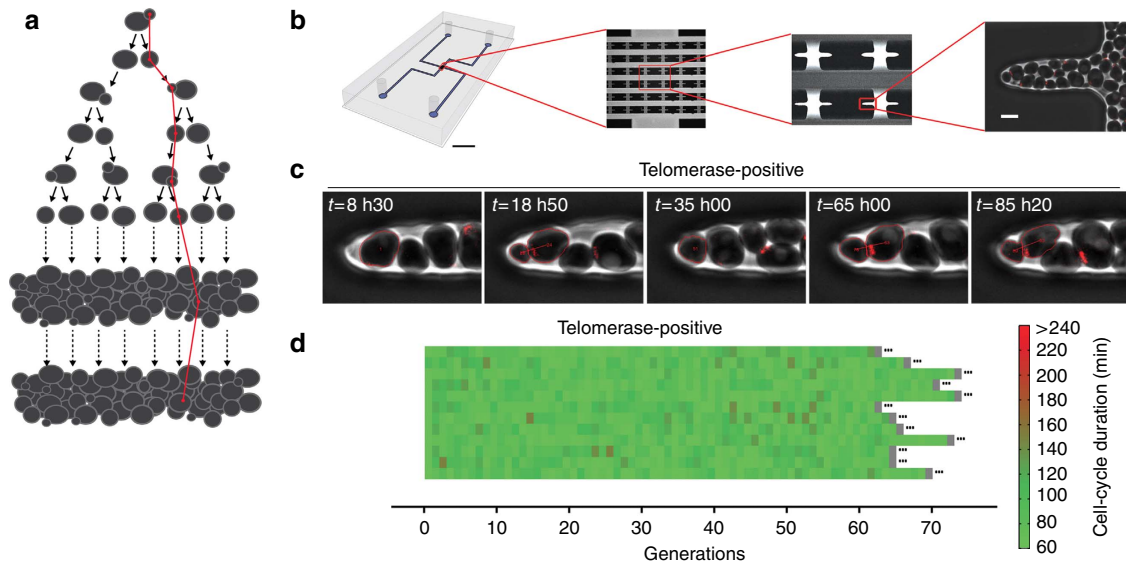 a
b
c
Telomerase-positive
t=8 h30
t=18 h50
t=35 h00
t=65 h00
t=85 h20
Telomerase-positive
d
>240
220
200
180
160
140
120
100
80
60
Cell-cycle duration (min)
0 10 20 30 40 50 60 70
Generations